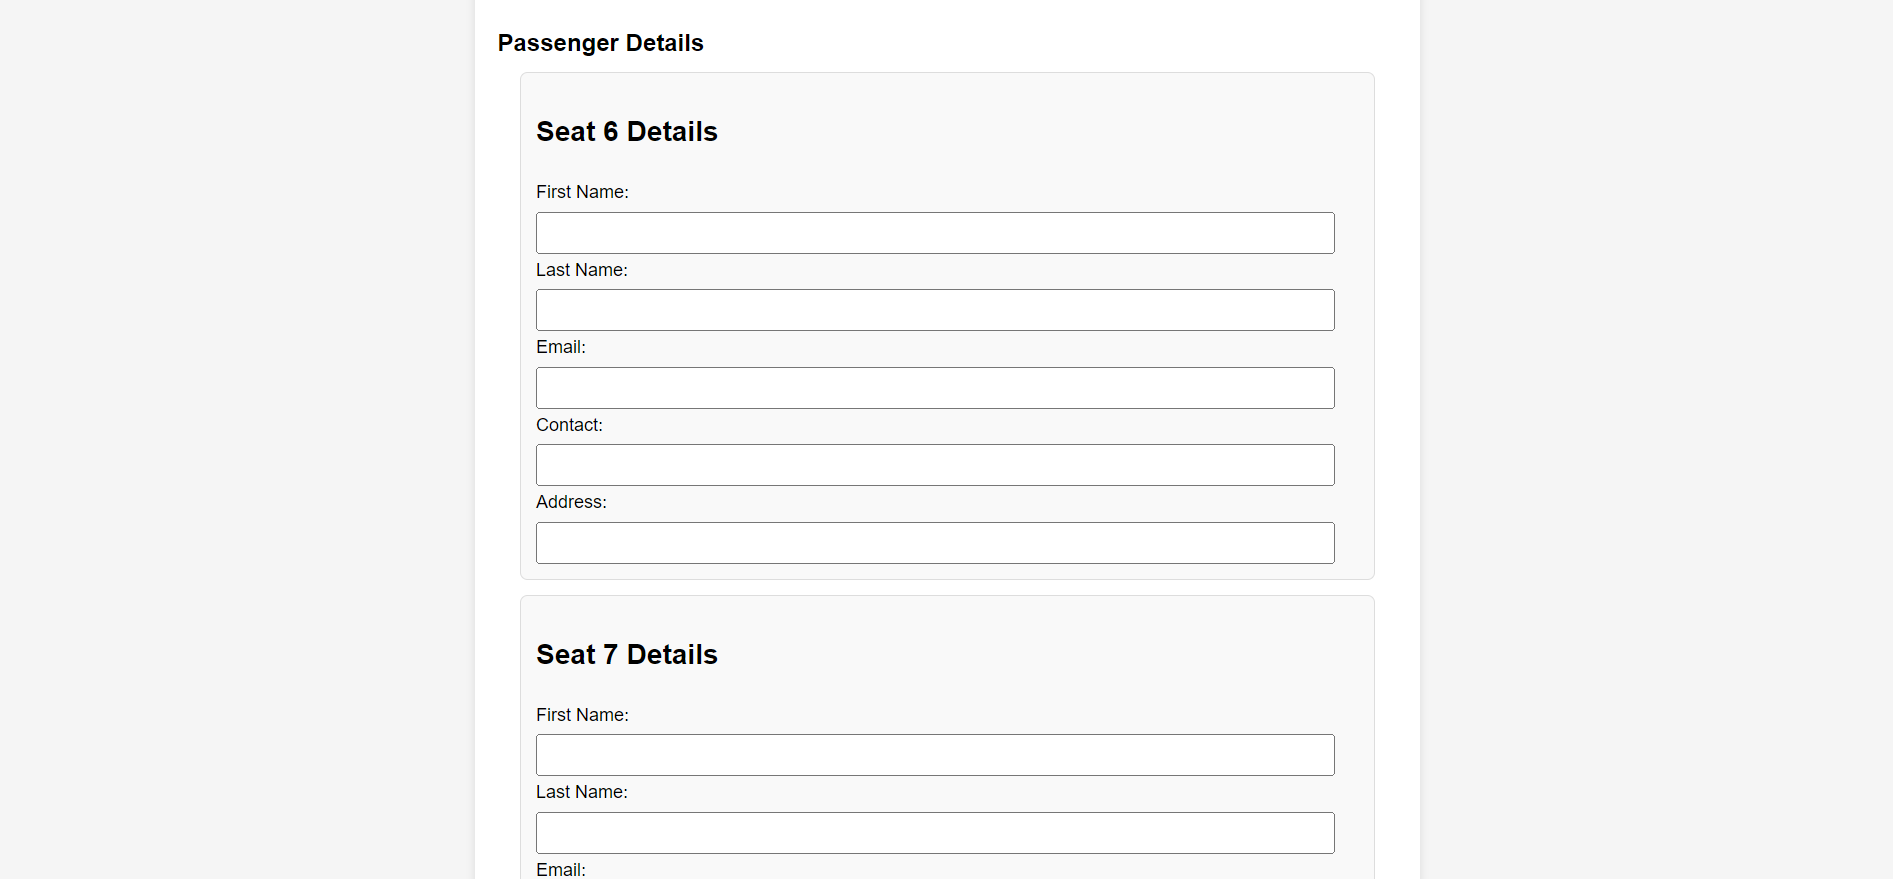 Passenger Details
Seat 6 Details
First Name:
Last Name:
Email:
Contact:
Address:
Seat 7 Details
First Name:
Last Name:
Email: